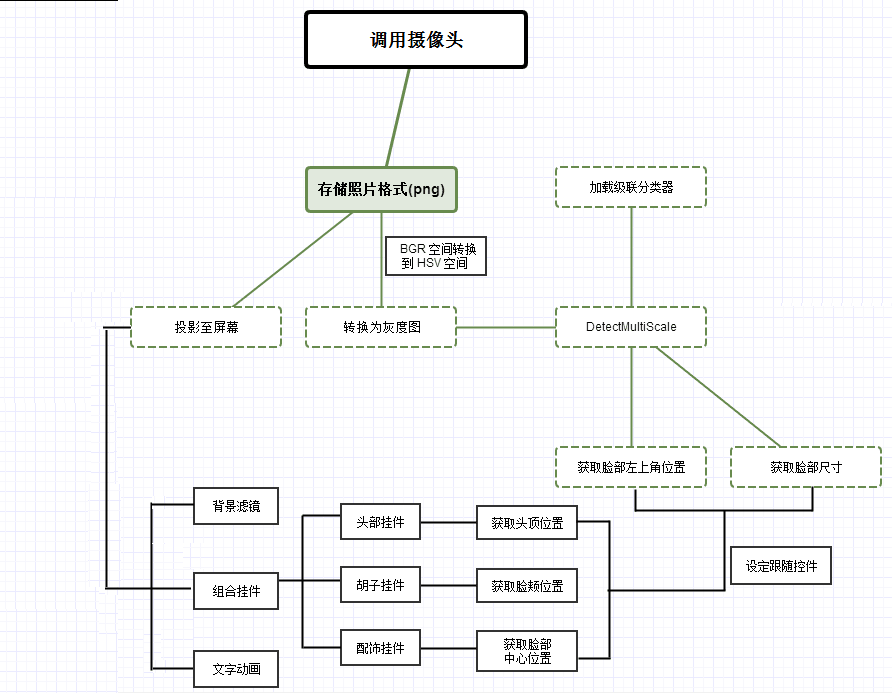 调用摄像头
存储照片格式(png)
加载级联分类器
BGR 空间转换
到 HSV 空间
投影至屏幕
转换为灰度图
DetectMultiScale
获取脸部左上角位置
获取脸部尺寸
背景滤镜
头部挂件
获取头顶位置
设定跟随控件
组合挂件
胡子挂件
获取脸颊位置
配饰挂件
获取脸部
中心位置
文字动画